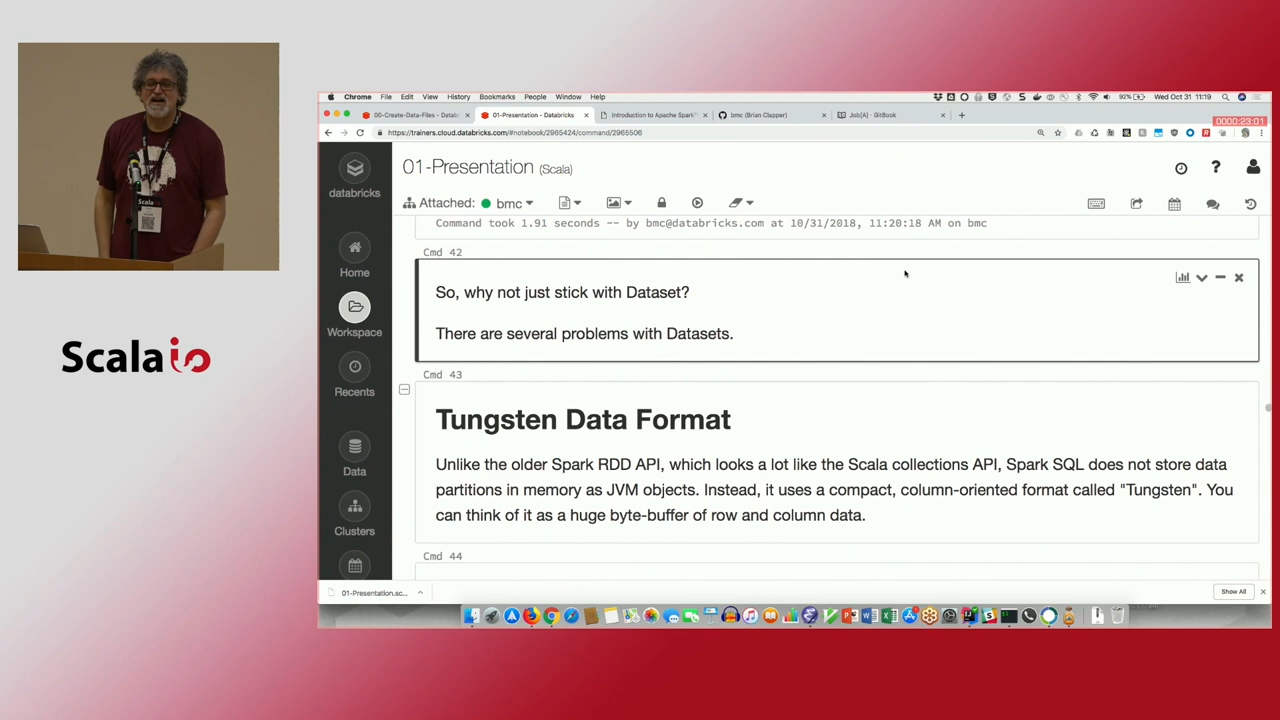 Chrome File Edit View History Bookmarks People Window Help
92% Wed Oct 31 11:19
00-Create-Data-Files - Datab
01-Presentation - Databricks
Introduction to Apache Spark
bmc (Brian Clapper)
Job[A] · GitBook
0000:23:01
https://trainers.cloud.databricks.com/#notebook/2965424/command/2965506
databricks
01-Presentation (Scala)
Attached: bmc
Command took 1.91 seconds -- by bmc@databricks.com at 10/31/2018, 11:20:18 AM on bmc
Cmd 42
So, why not just stick with Dataset?
There are several problems with Datasets.
Cmd 43
Tungsten Data Format
Unlike the older Spark RDD API, which looks a lot like the Scala collections API, Spark SQL does not store data
partitions in memory as JVM objects. Instead, it uses a compact, column-oriented format called "Tungsten". You
can think of it as a huge byte-buffer of row and column data.
Cmd 44
Home
Workspace
Recents
Data
Clusters
01-Presentation.sc...
Show All
Scala io
Scala